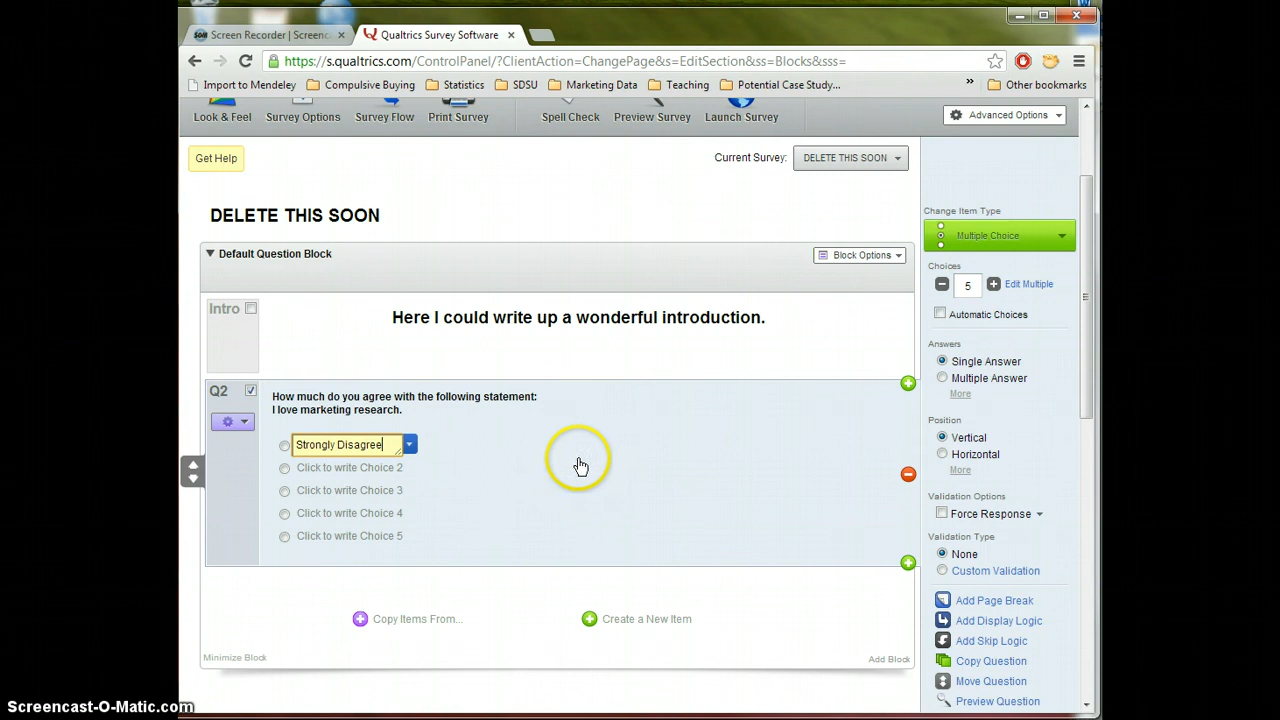 Screen Recorder | Screenc
Qualtrics Survey Software
https://s.qualtrics.com/ControlPanel/?ClientAction=ChangePage&s=EditSection&ss=Blocks&sss=
Import to Mendeley Compulsive Buying Statistics SDSU Marketing Data Teaching Potential Case Study... » Other bookmarks
Look & Feel Survey Options Survey Flow Print Survey Spell Check Preview Survey Launch Survey Advanced Options
Get Help Current Survey: DELETE THIS SOON
DELETE THIS SOON
Default Question Block Block Options
Intro Here I could write up a wonderful introduction.
Q2 How much do you agree with the following statement:
I love marketing research.
Strongly Disagree
Click to write Choice 2
Click to write Choice 3
Click to write Choice 4
Click to write Choice 5
Copy Items From... Create a New Item
Minimize Block Add Block
Change Item Type
Multiple Choice
Choices
5 Edit Multiple
Automatic Choices
Answers
Single Answer
Multiple Answer
More
Position
Vertical
Horizontal
More
Validation Options
Force Response
Validation Type
None
Custom Validation
Add Page Break
Add Display Logic
Add Skip Logic
Copy Question
Move Question
Preview Question
Screencast-O-Matic.com